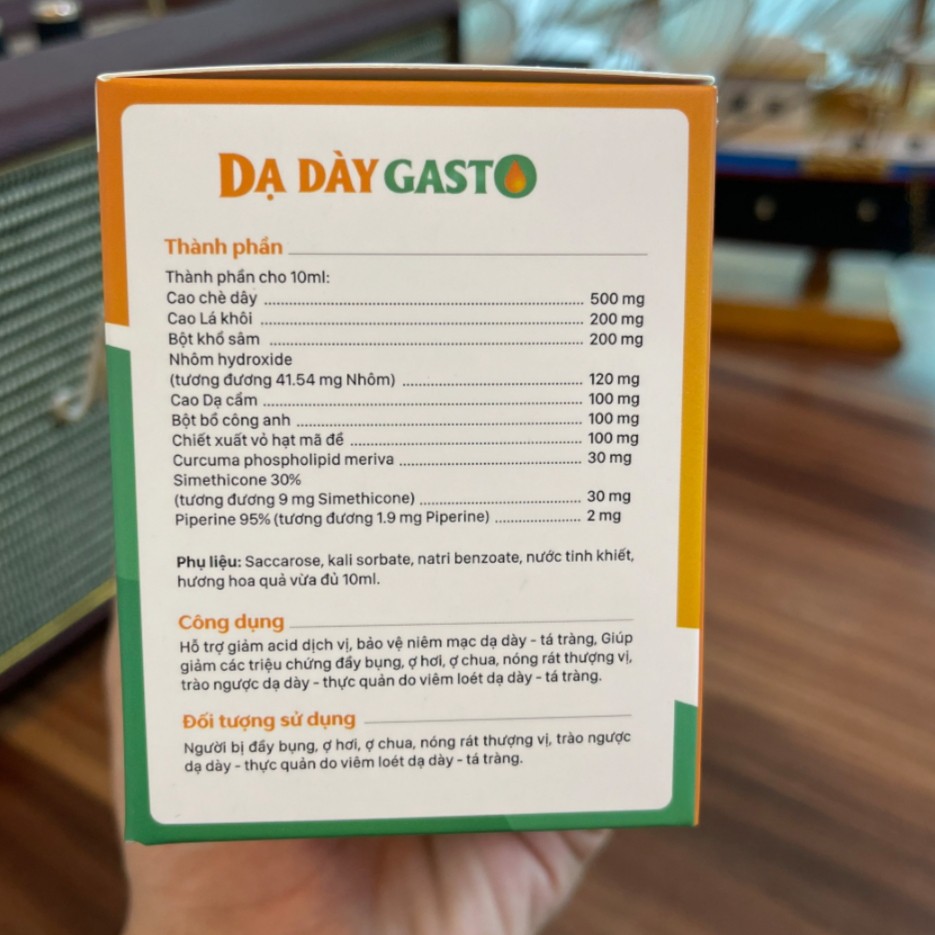 DẠ DÀY GASTO
Thành phần
Thành phần cho 10ml:
Cao chè dây ........ 500 mg
Cao Lá khôi ........ 200 mg
Bột khổ sâm ........ 200 mg
Nhôm hydroxide
(tương đương 41.54 mg Nhôm) ........ 120 mg
Cao Dạ cẩm ........ 100 mg
Bột bồ công anh ........ 100 mg
Chiết xuất vỏ hạt mã đề ........ 100 mg
Curcuma phospholipid meriva ........ 30 mg
Simethicone 30%
(tương đương 9 mg Simethicone) ........ 30 mg
Piperine 95% (tương đương 1.9 mg Piperine) ........ 2 mg
Phụ liệu: Saccarose, kali sorbate, natri benzoate, nước tinh khiết,
hương hoa quả vừa đủ 10ml.
Công dụng
Hỗ trợ giảm acid dịch vị, bảo vệ niêm mạc dạ dày - tá tràng, Giúp
giảm các triệu chứng đầy bụng, ợ hơi, ợ chua, nóng rát thượng vị,
trào ngược dạ dày - thực quản do viêm loét dạ dày - tá tràng.
Đối tượng sử dụng
Người bị đầy bụng, ợ hơi, ợ chua, nóng rát thượng vị, trào ngược
dạ dày - thực quản do viêm loét dạ dày - tá tràng.